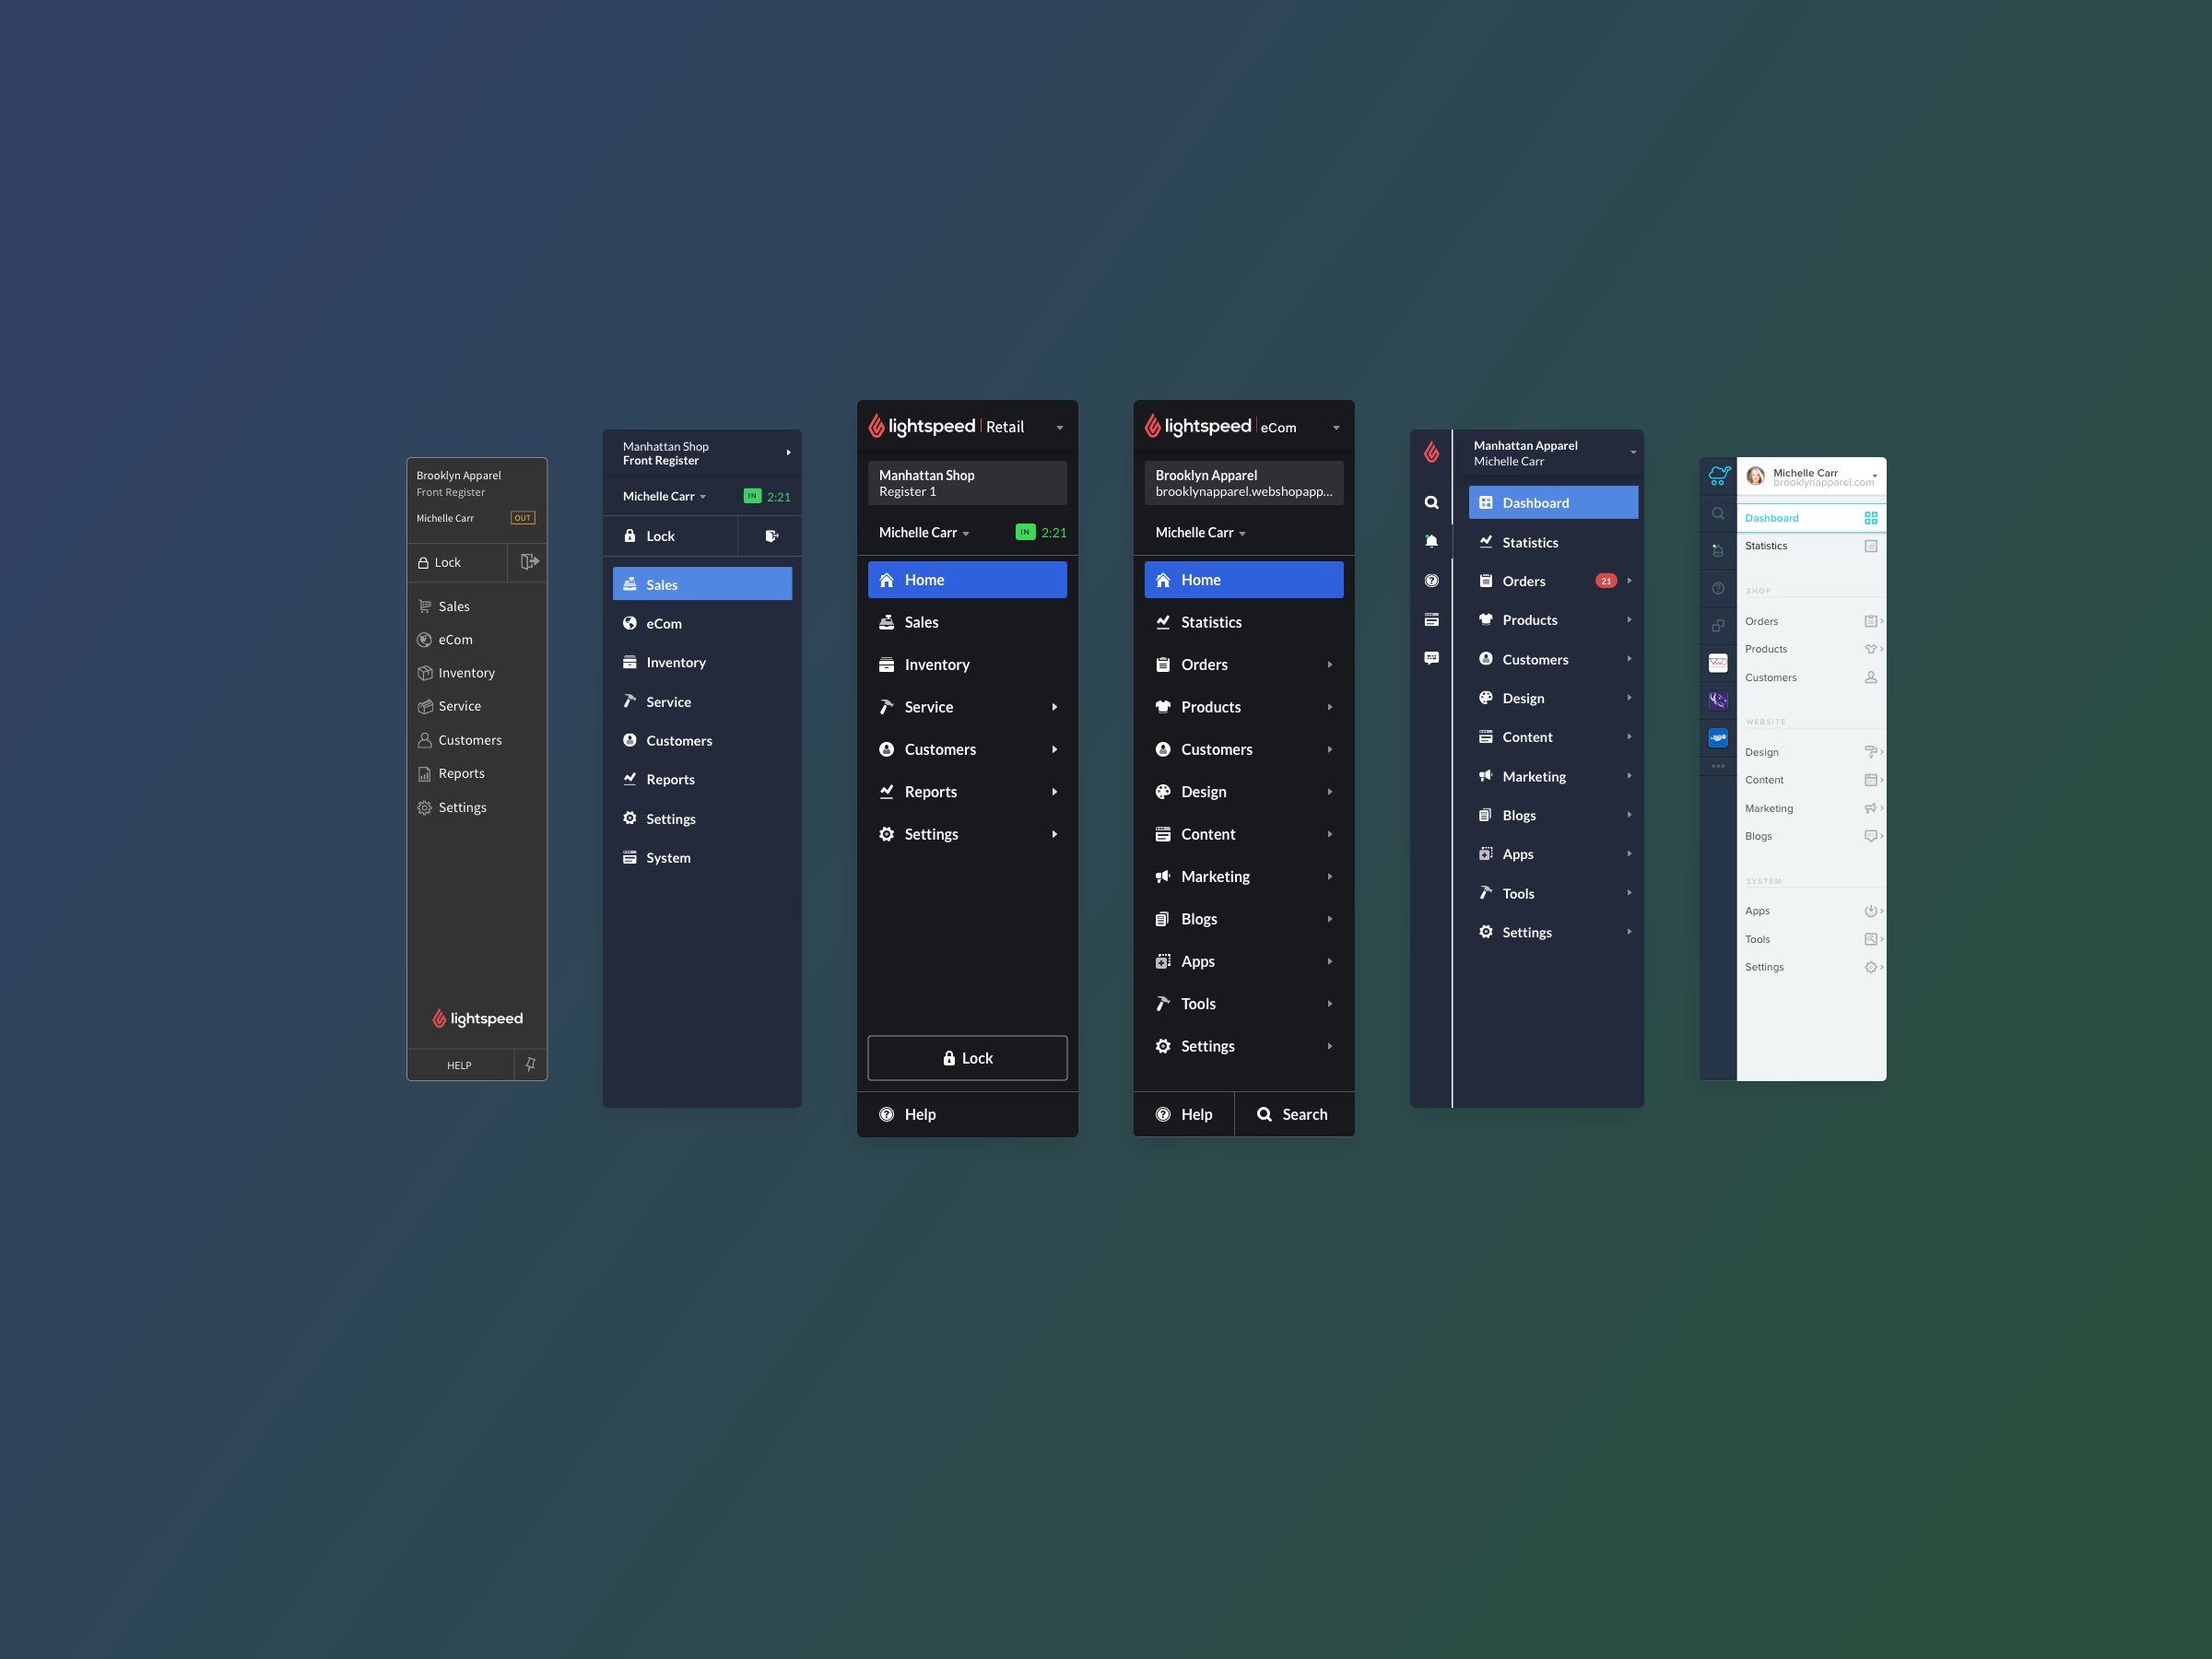 Brooklyn Apparel
Front Register
Michelle Carr
OUT
Lock
Sales
eCom
Inventory
Service
Customers
Reports
Settings
lightspeed
HELP
Manhattan Shop
Front Register
Michelle Carr
IN 2:21
Lock
Sales
eCom
Inventory
Service
Customers
Reports
Settings
System
lightspeed Retail
Manhattan Shop
Register 1
Michelle Carr
IN 2:21
Home
Sales
Inventory
Service
Customers
Reports
Settings
Lock
Help
lightspeed eCom
Brooklyn Apparel
brooklynapparel.webshopapp...
Michelle Carr
Home
Statistics
Orders
Products
Customers
Design
Content
Marketing
Blogs
Apps
Tools
Settings
Help
Search
Manhattan Apparel
Michelle Carr
Dashboard
Statistics
Orders 21
Products
Customers
Design
Content
Marketing
Blogs
Apps
Tools
Settings
Michelle Carr
brooklynapparel.com
Dashboard
Statistics
SHOP
Orders
Products
Customers
WEBSITE
Design
Content
Marketing
Blogs
SYSTEM
Apps
Tools
Settings